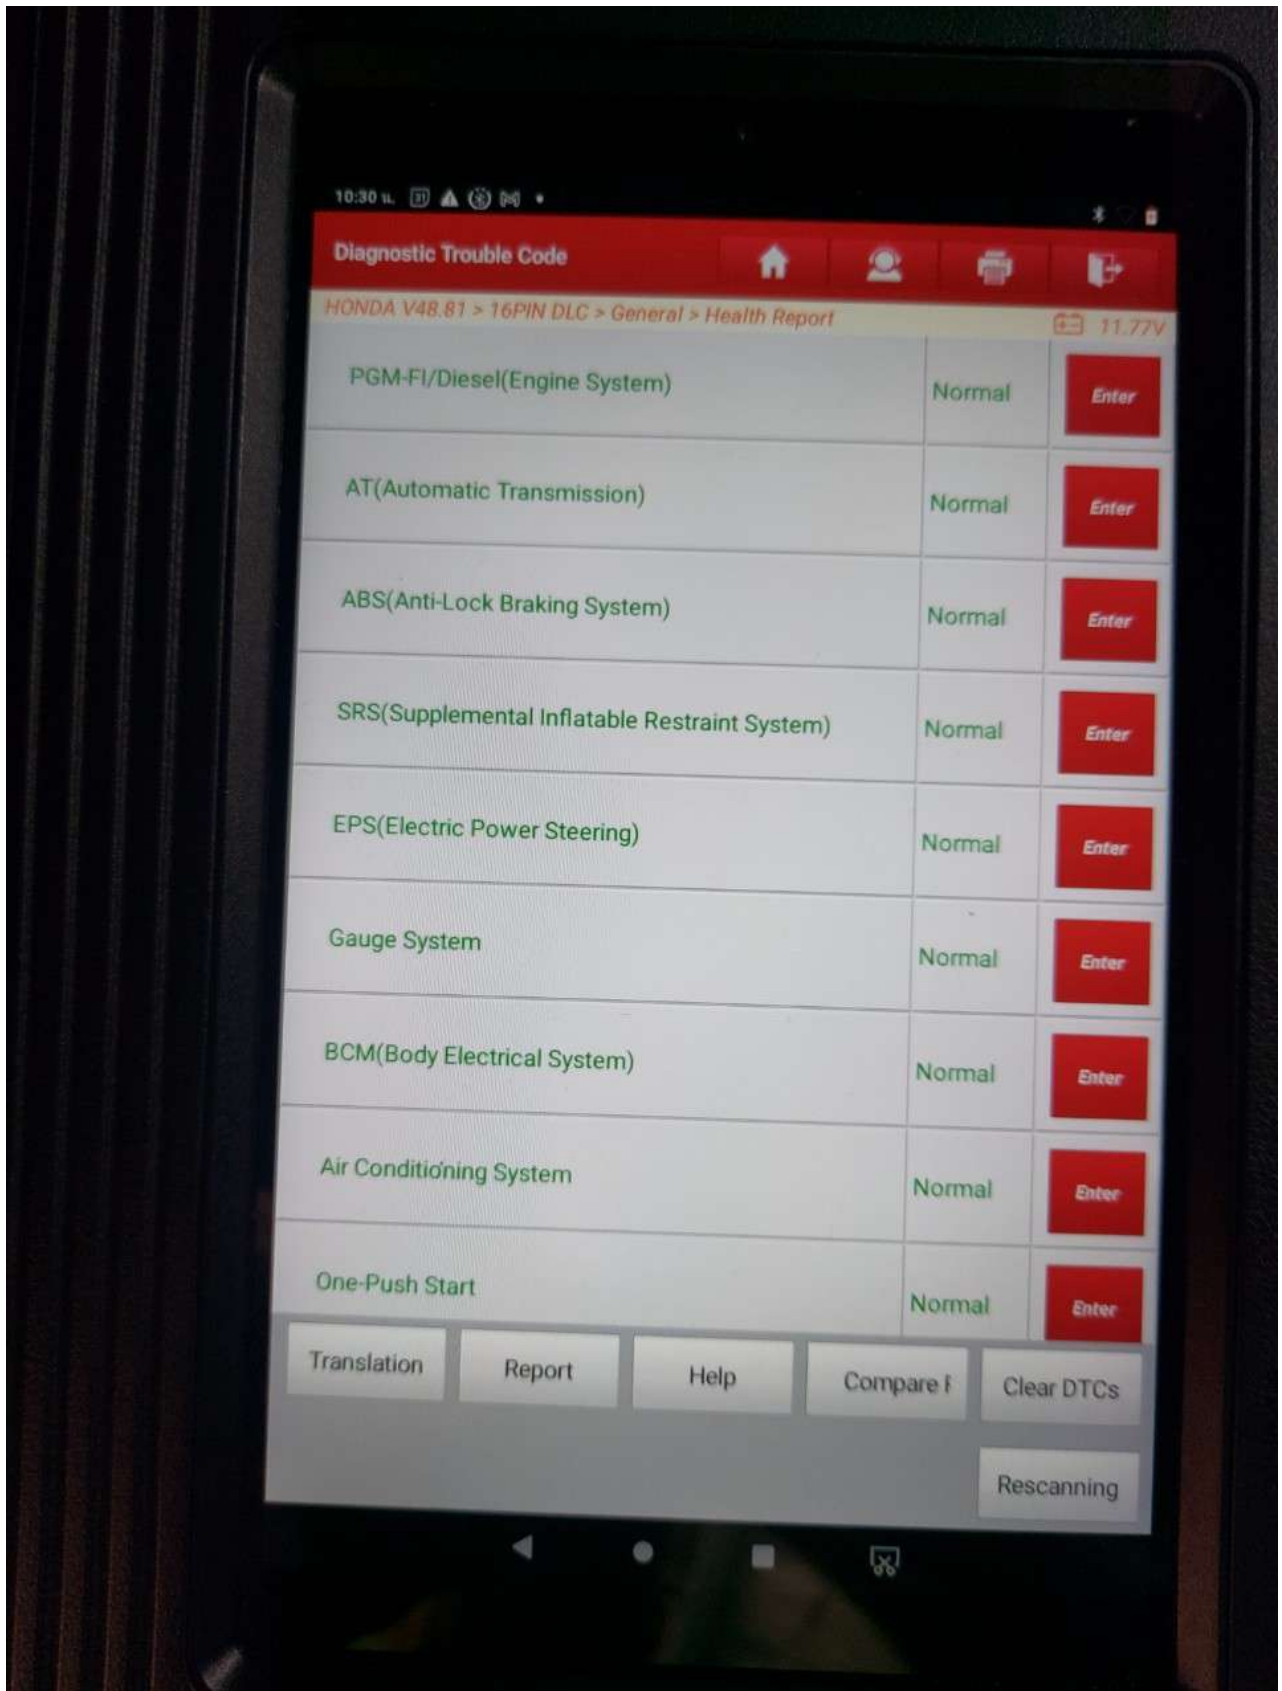 10:30 น.
Diagnostic Trouble Code
HONDA V48.81 > 16PIN DLC > General > Health Report 11.77V
PGM-FI/Diesel(Engine System) Normal Enter
AT(Automatic Transmission) Normal Enter
ABS(Anti-Lock Braking System) Normal Enter
SRS(Supplemental Inflatable Restraint System) Normal Enter
EPS(Electric Power Steering) Normal Enter
Gauge System Normal Enter
BCM(Body Electrical System) Normal Enter
Air Conditioning System Normal Enter
One-Push Start Normal Enter
Translation Report Help Compare Clear DTCs
Rescanning